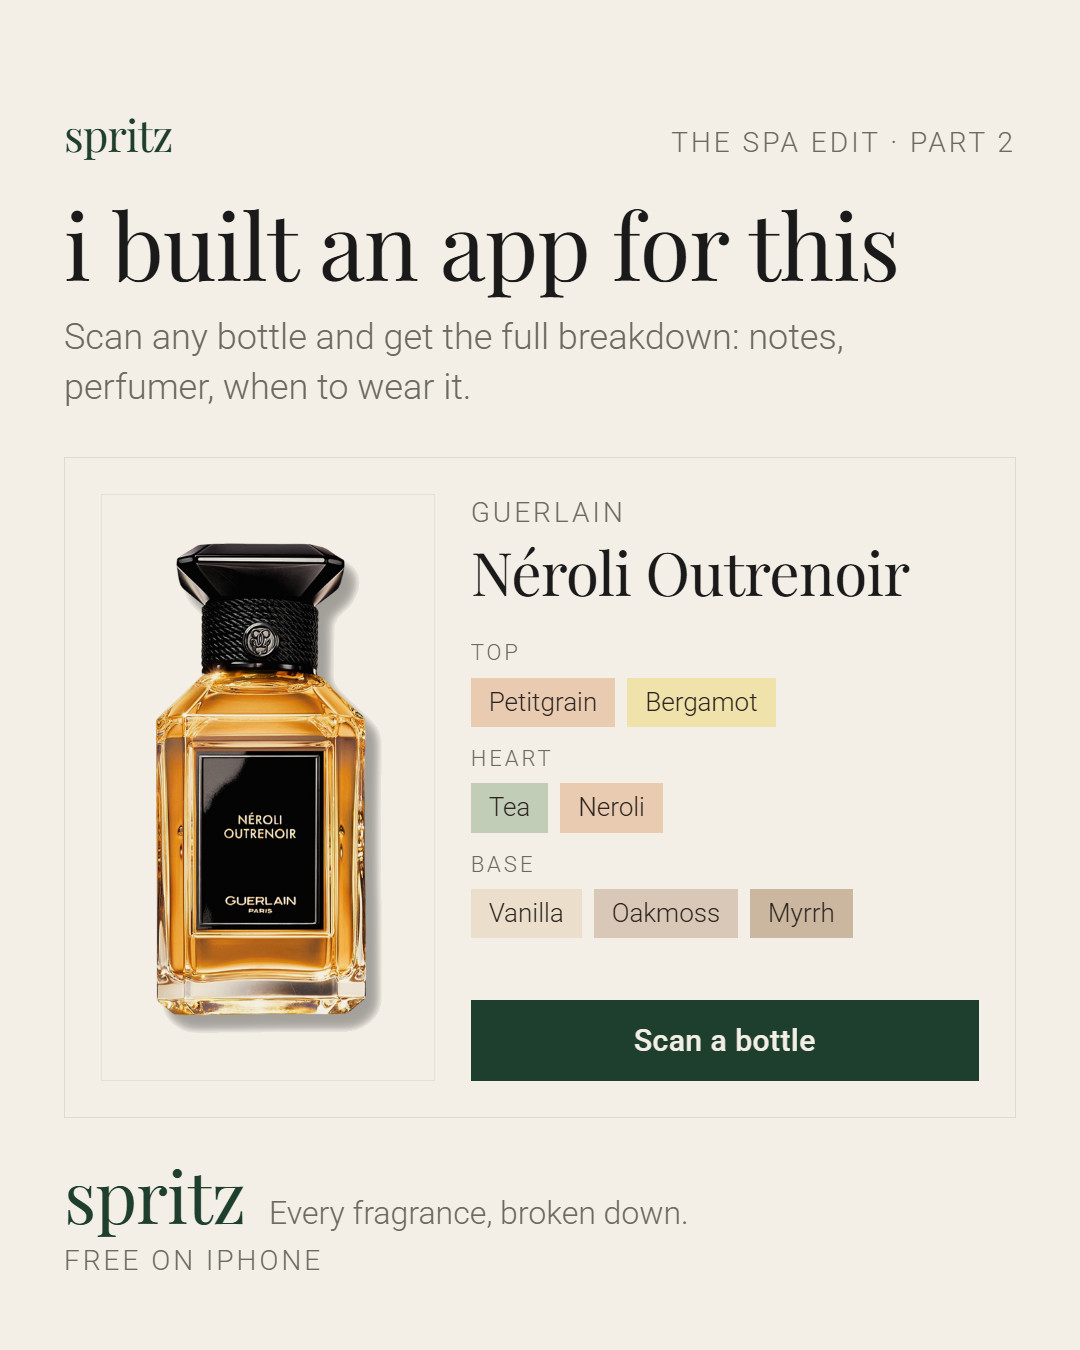 spritz
THE SPA EDIT · PART 2
i built an app for this
Scan any bottle and get the full breakdown: notes,
perfumer, when to wear it.
GUERLAIN
Néroli Outrenoir
TOP
Petitgrain
Bergamot
HEART
Tea
Neroli
BASE
Vanilla
Oakmoss
Myrrh
Scan a bottle
NÉROLI
OUTRENOIR
GUERLAIN
PARIS
spritz
Every fragrance, broken down.
FREE ON IPHONE